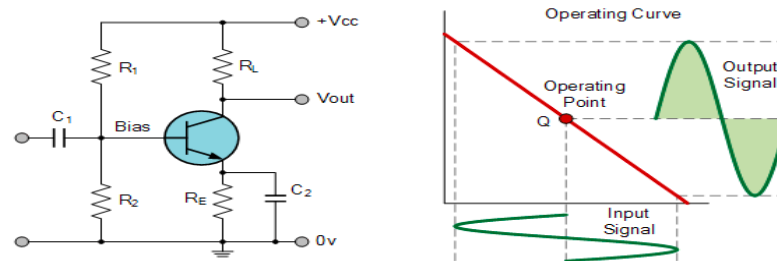 +Vcc
R1
RL
Vout
C1
Bias
R2
RE
C2
0v
Operating Curve
Output
Signal
Operating
Point
Q
Input
Signal